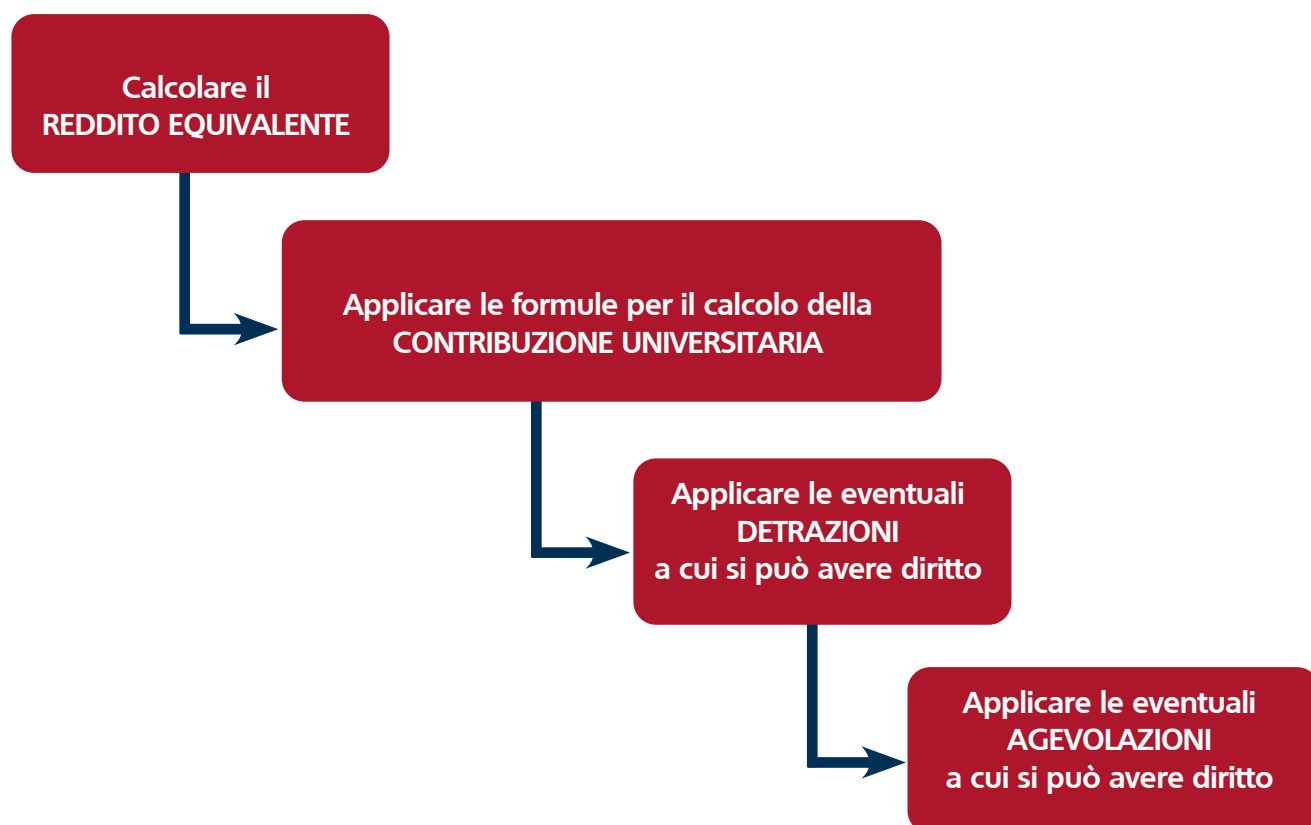 Calcolare il
REDDITO EQUIVALENTE
Applicare le formule per il calcolo della
CONTRIBUZIONE UNIVERSITARIA
Applicare le eventuali
DETRAZIONI
a cui si può avere diritto
Applicare le eventuali
AGEVOLAZIONI
a cui si può avere diritto